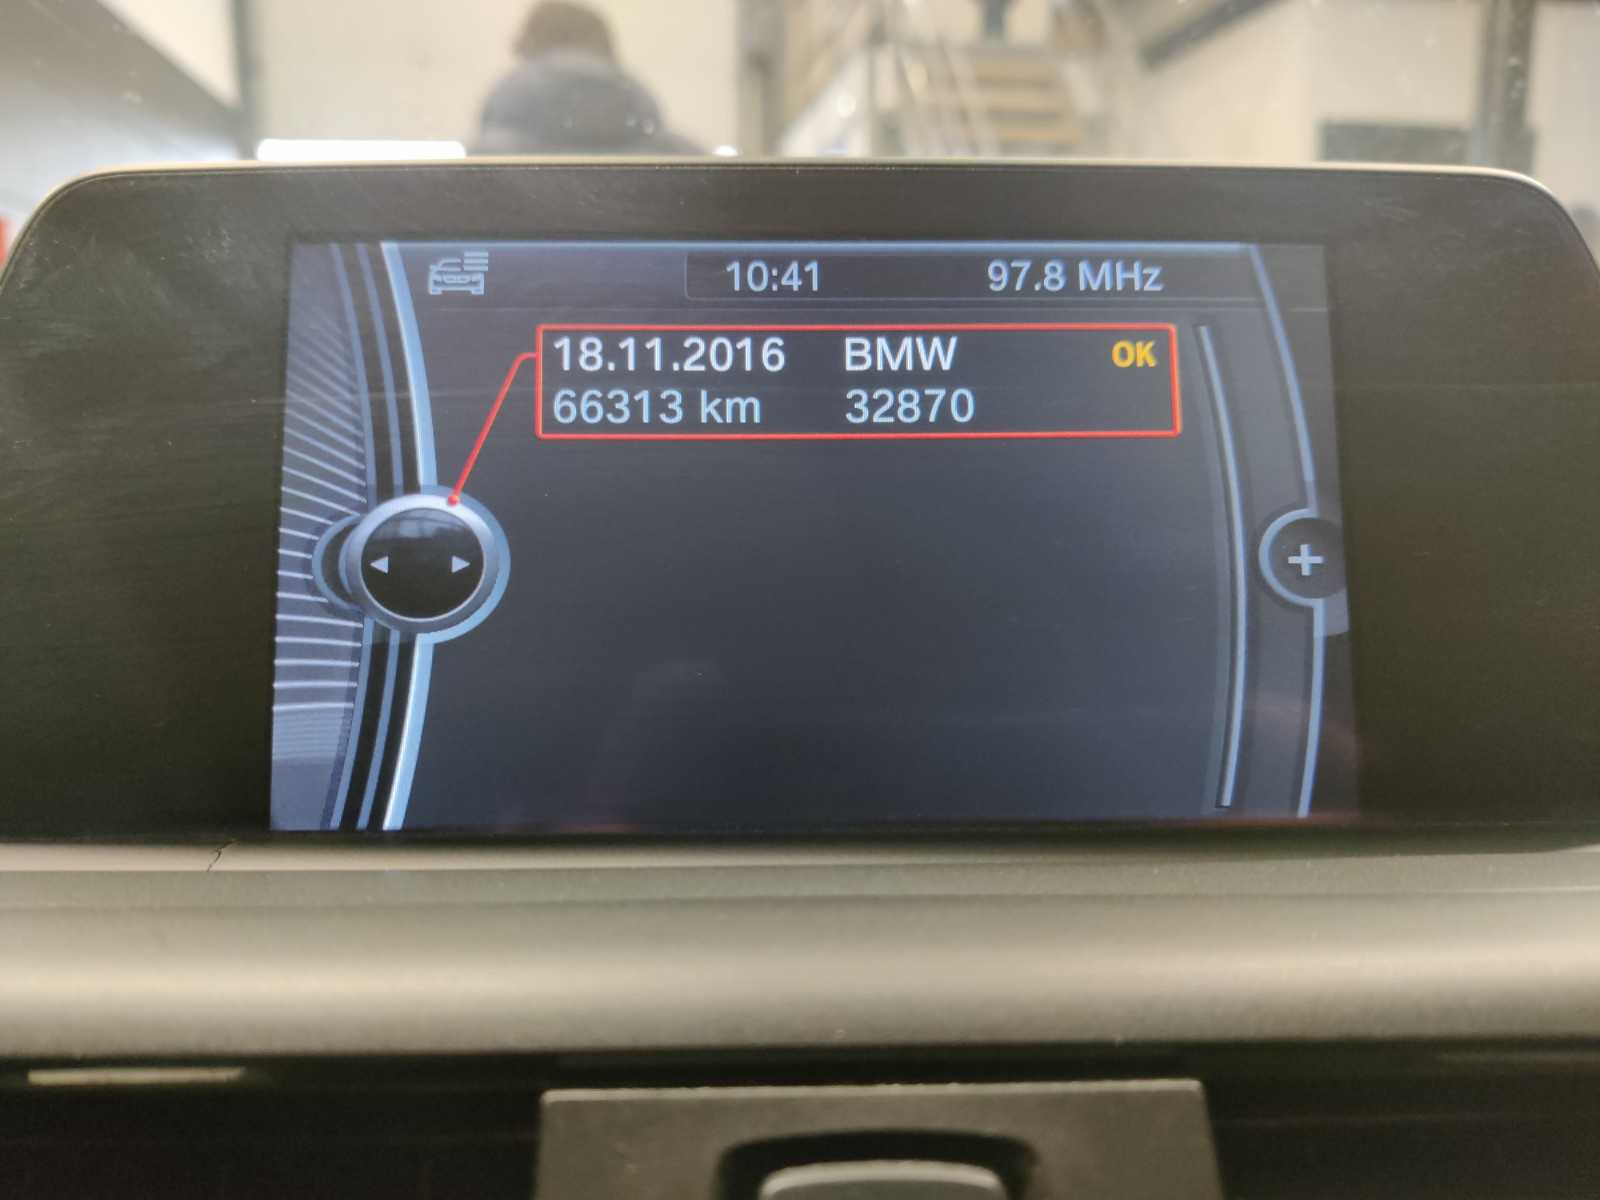 10:41 97.8 MHz
18.11.2016 BMW OK
66313 km 32870